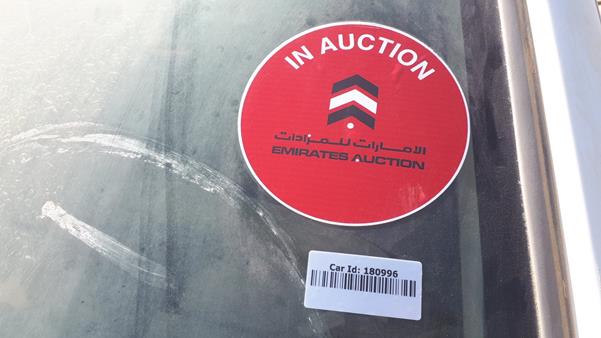 IN AUCTION
الامارات للمزادات
EMIRATES AUCTION
Car Id: 180996